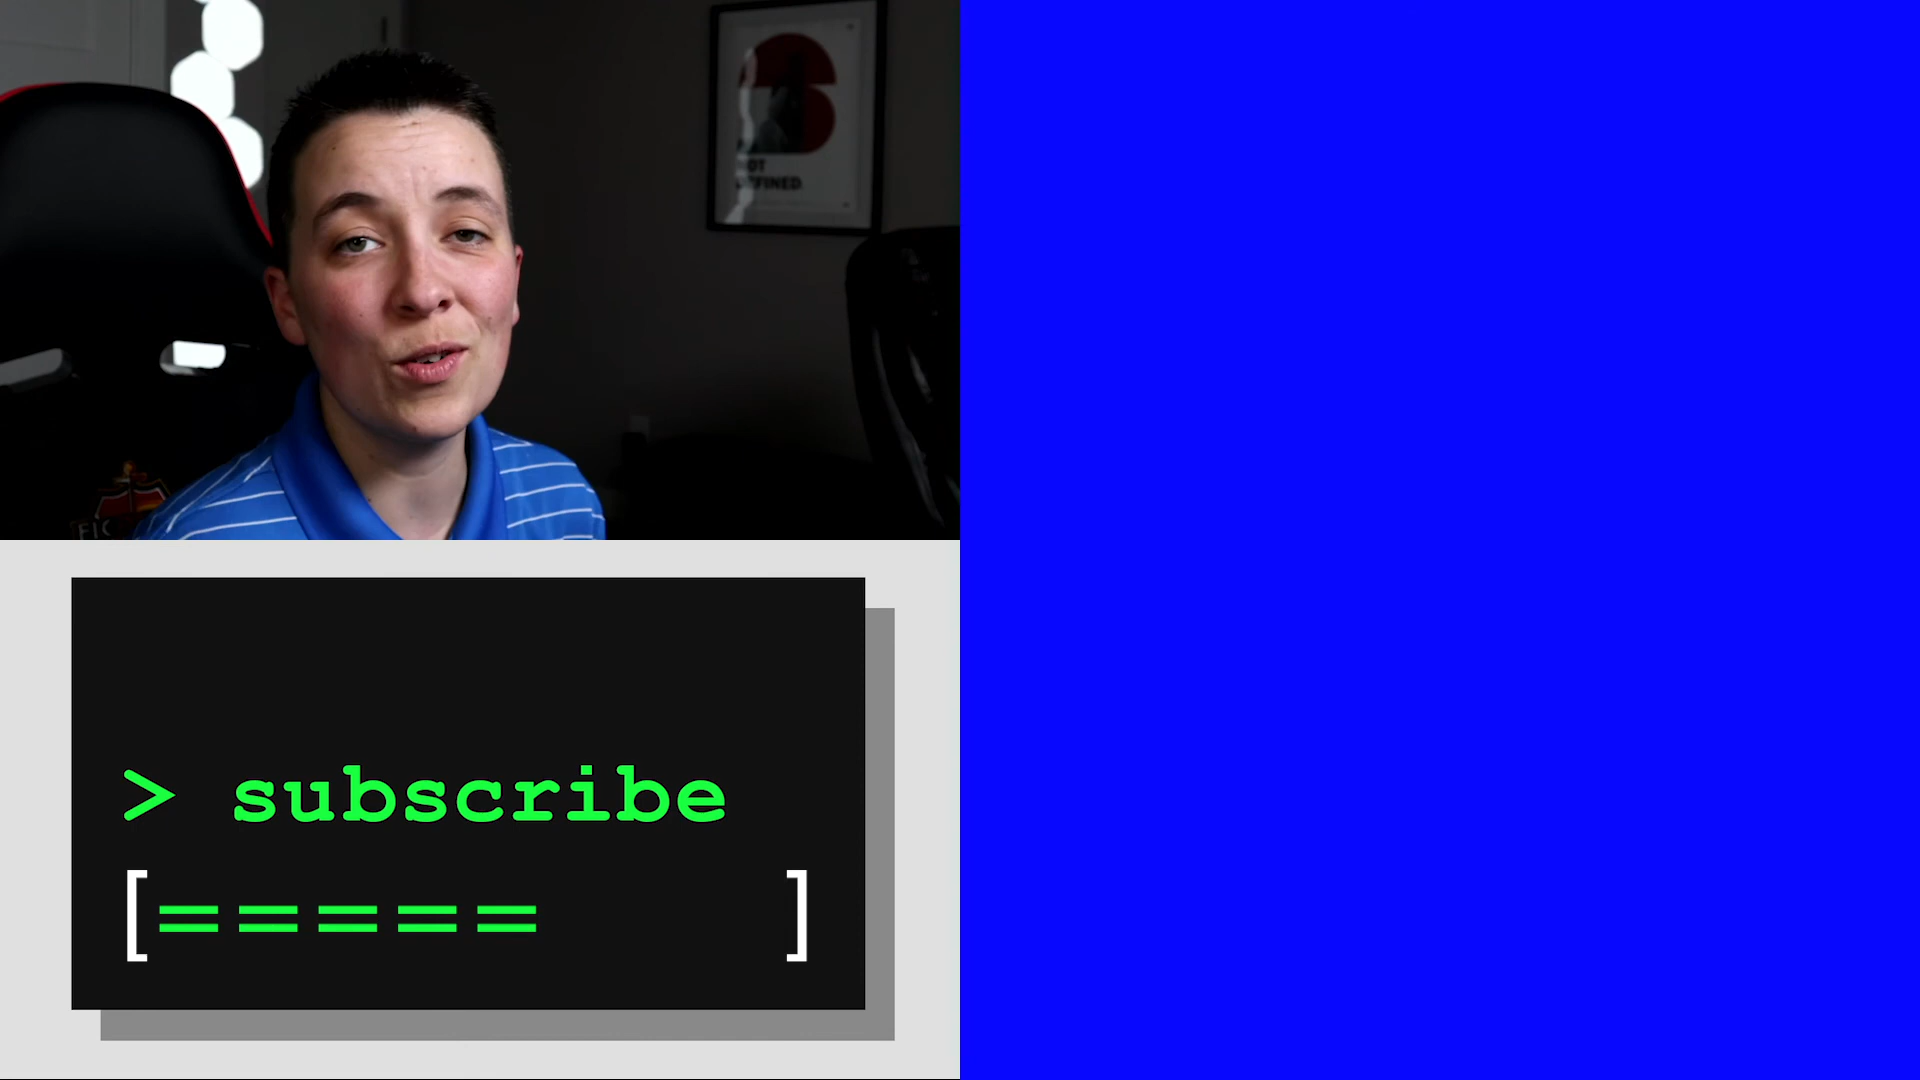 > subscribe
[===== ]